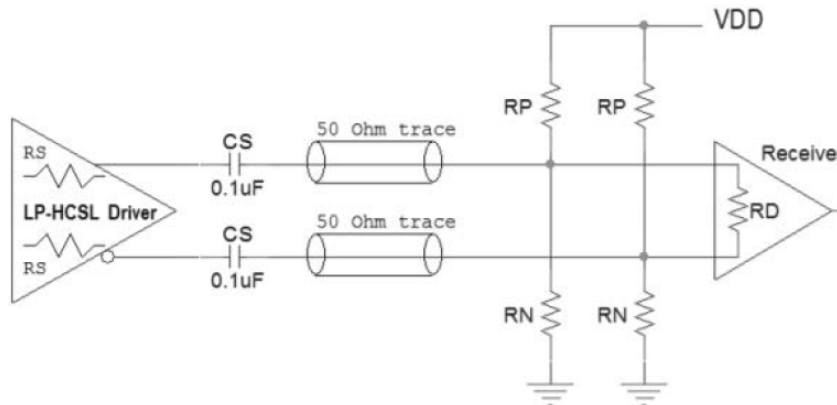 VDD
RP
RP
50 Ohm trace
CS
RS
Receive
0.1uF
LP-HCSL Driver
RD
50 Ohm trace
CS
RS
0.1uF
RN
RN